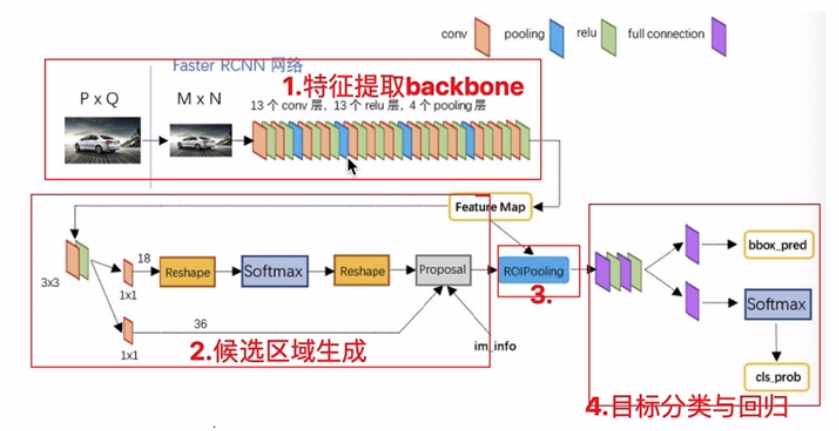 conv pooling relu full connection
Faster RCNN 网络
1.特征提取backbone
P x Q
M x N
13 个 conv 层, 13 个 relu 层, 4 个 pooling 层
Feature Map
3x3
18
1x1
Reshape
Softmax
Reshape
Proposal
ROIPooling
3.
bbox_pred
Softmax
cls_prob
36
1x1
2.候选区域生成
im_info
4.目标分类与回归